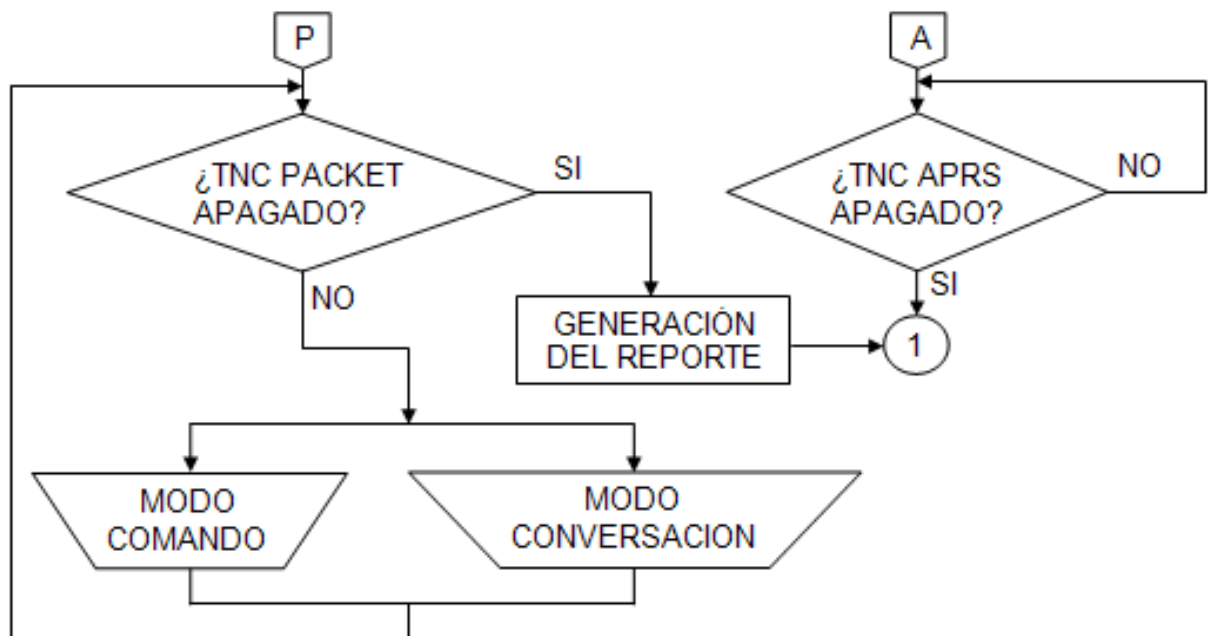 P
A
¿TNC PACKET
APAGADO?
SI
¿TNC APRS
APAGADO?
NO
NO
SI
GENERACIÓN
DEL REPORTE
1
MODO
COMANDO
MODO
CONVERSACION